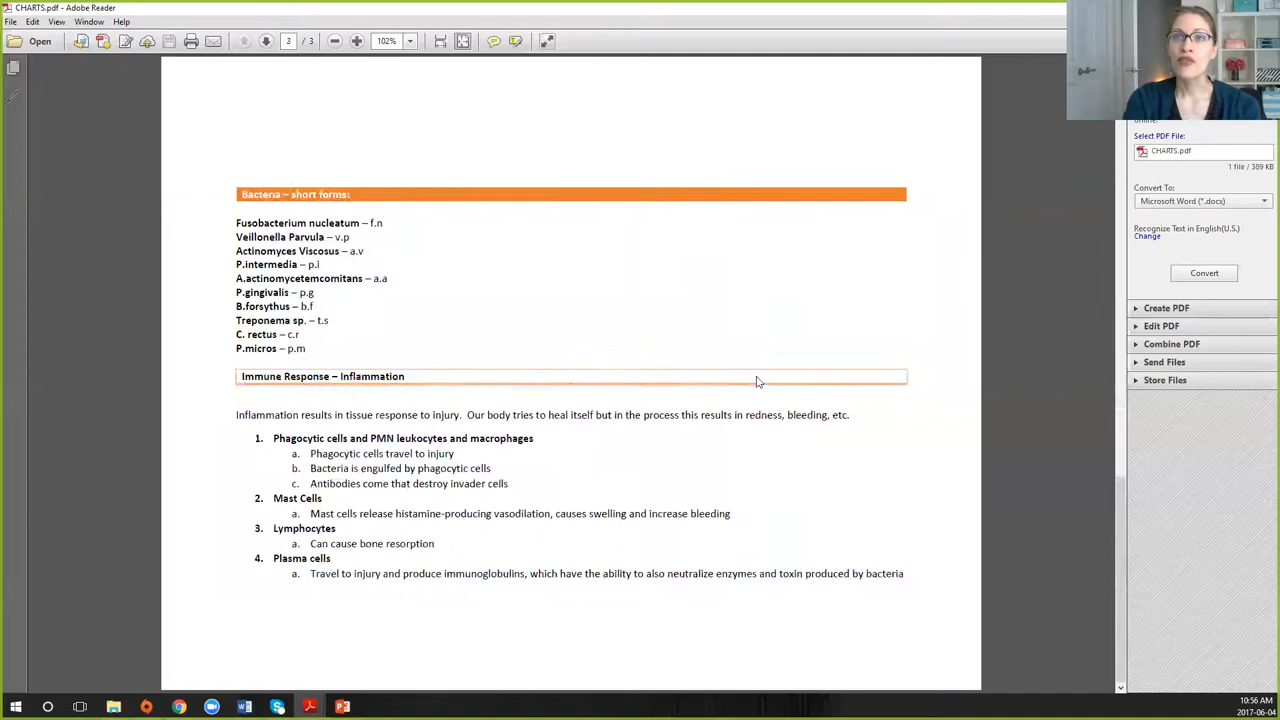 CHARTS.pdf - Adobe Reader
File Edit View Window Help
Open 3 / 3 102%
online.
Select PDF File:
CHARTS.pdf
1 file / 389 KB
Convert To:
Microsoft Word (*.docx)
Recognize Text in English(U.S.)
Change
Convert
Create PDF
Edit PDF
Combine PDF
Send Files
Store Files
Bacteria – short forms:
Fusobacterium nucleatum – f.n
Veillonella Parvula – v.p
Actinomyces Viscosus – a.v
P.intermedia – p.i
A.actinomycetemcomitans – a.a
P.gingivalis – p.g
B.forsythus – b.f
Treponema sp. – t.s
C. rectus – c.r
P.micros – p.m
Immune Response – Inflammation
Inflammation results in tissue response to injury. Our body tries to heal itself but in the process this results in redness, bleeding, etc.
1. Phagocytic cells and PMN leukocytes and macrophages
a. Phagocytic cells travel to injury
b. Bacteria is engulfed by phagocytic cells
c. Antibodies come that destroy invader cells
2. Mast Cells
a. Mast cells release histamine-producing vasodilation, causes swelling and increase bleeding
3. Lymphocytes
a. Can cause bone resorption
4. Plasma cells
a. Travel to injury and produce immunoglobulins, which have the ability to also neutralize enzymes and toxin produced by bacteria
10:56 AM
2017-06-04